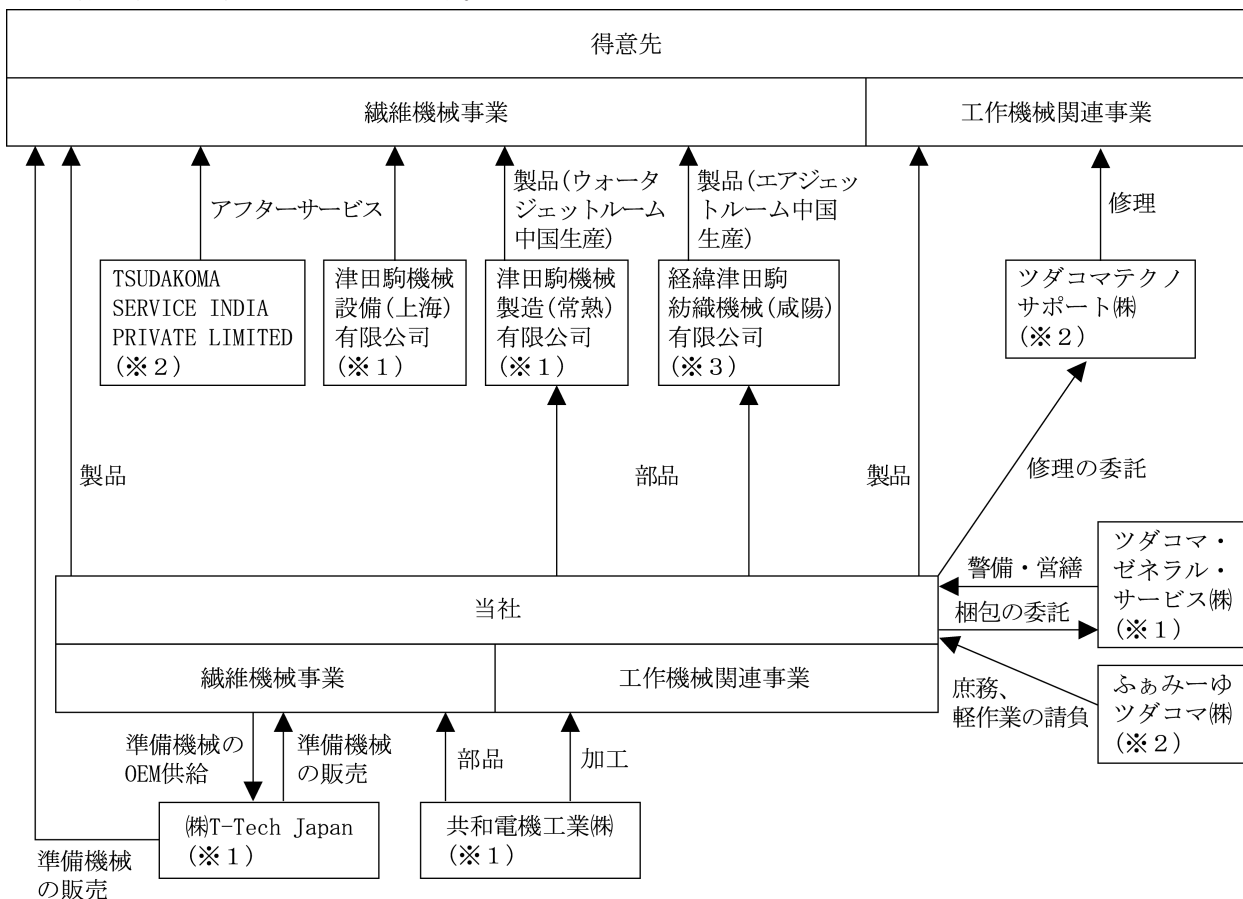 得意先
繊維機械事業
工作機械関連事業
アフターサービス
製品(ウォータ
ジェットルーム
中国生産)
製品(エアジェッ
トルーム中国
生産)
修理
TSUDAKOMA
SERVICE INDIA
PRIVATE LIMITED
(※2)
津田駒機械
設備(上海)
有限公司
(※1)
津田駒機械
製造(常熟)
有限公司
(※1)
経緯津田駒
紡織機械(咸陽)
有限公司
(※3)
ツダコマテクノ
サポート㈱
(※2)
製品
部品
製品
修理の委託
当社
繊維機械事業
工作機械関連事業
警備・営繕
梱包の委託
ツダコマ・
ゼネラル・
サービス㈱
(※1)
庶務、
軽作業の請負
ふぁみーゆ
ツダコマ㈱
(※2)
準備機械の
OEM供給
準備機械
の販売
部品
加工
㈱T-Tech Japan
(※1)
共和電機工業㈱
(※1)
準備機械
の販売